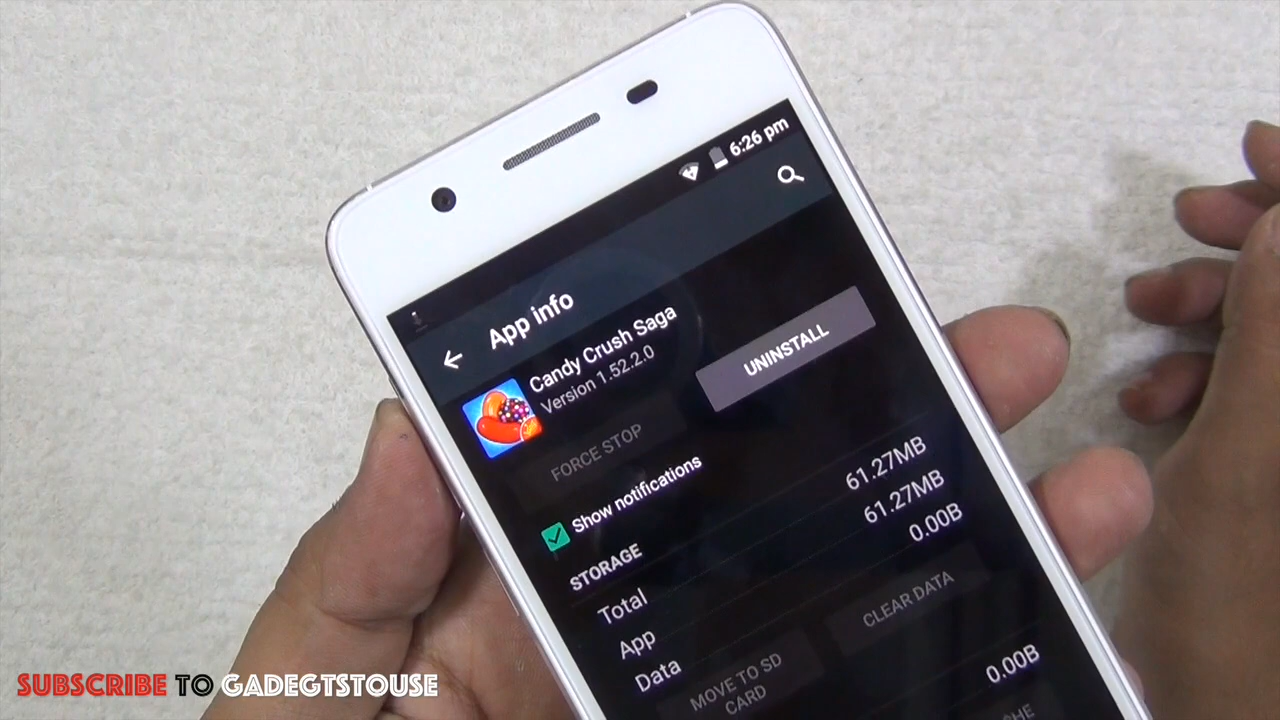 6:26 pm
App info
Candy Crush Saga
Version 1.52.2.0
UNINSTALL
FORCE STOP
Show notifications
STORAGE
Total 61.27MB
App 61.27MB
Data 0.00B
MOVE TO SD
CARD
CLEAR DATA
0.00B
SUBSCRIBE TO GADEGTSTOUSE